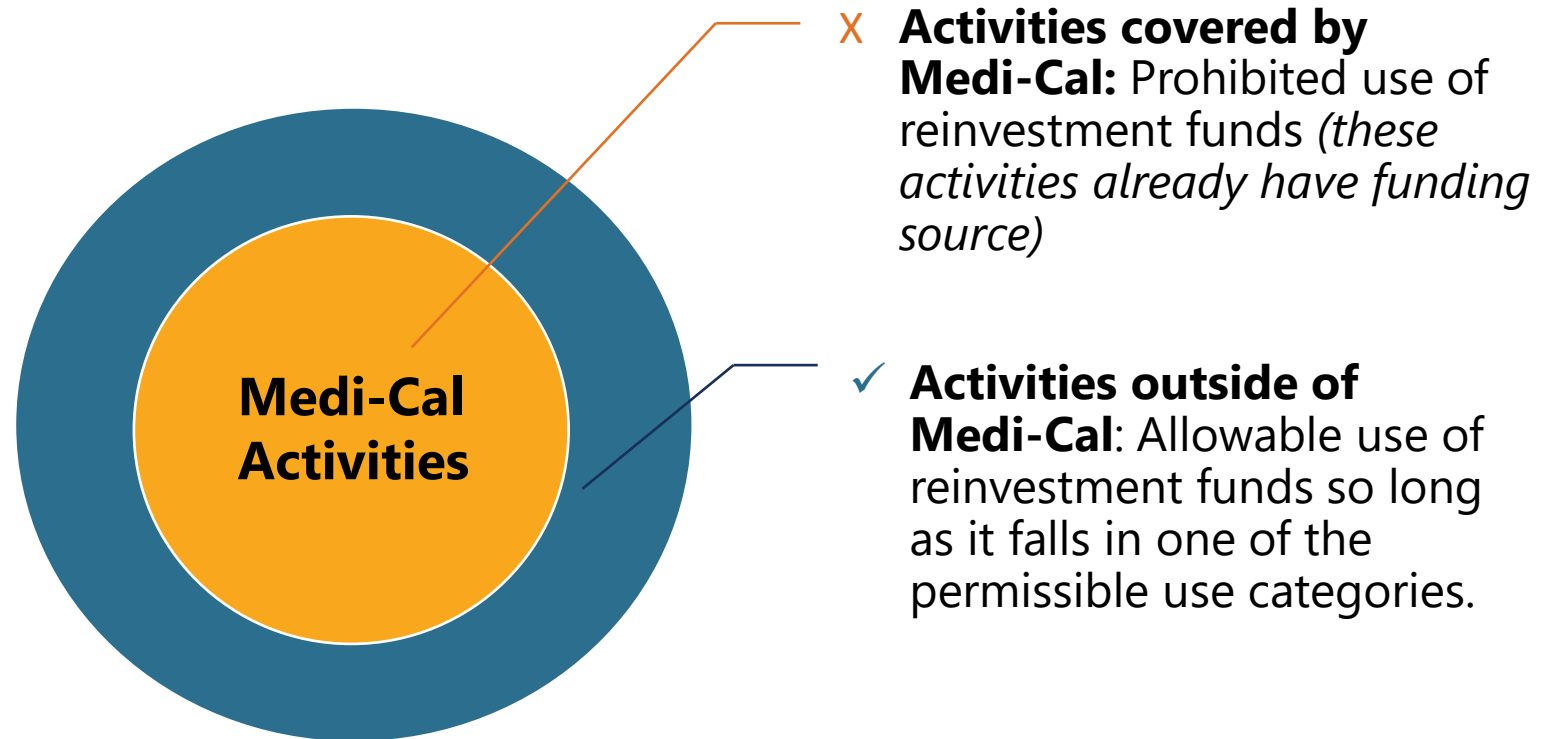 X Activities covered by
Medi-Cal: Prohibited use of
reinvestment funds (these
activities already have funding
source)
Medi-Cal
Activities
✓ Activities outside of
Medi-Cal: Allowable use of
reinvestment funds so long
as it falls in one of the
permissible use categories.